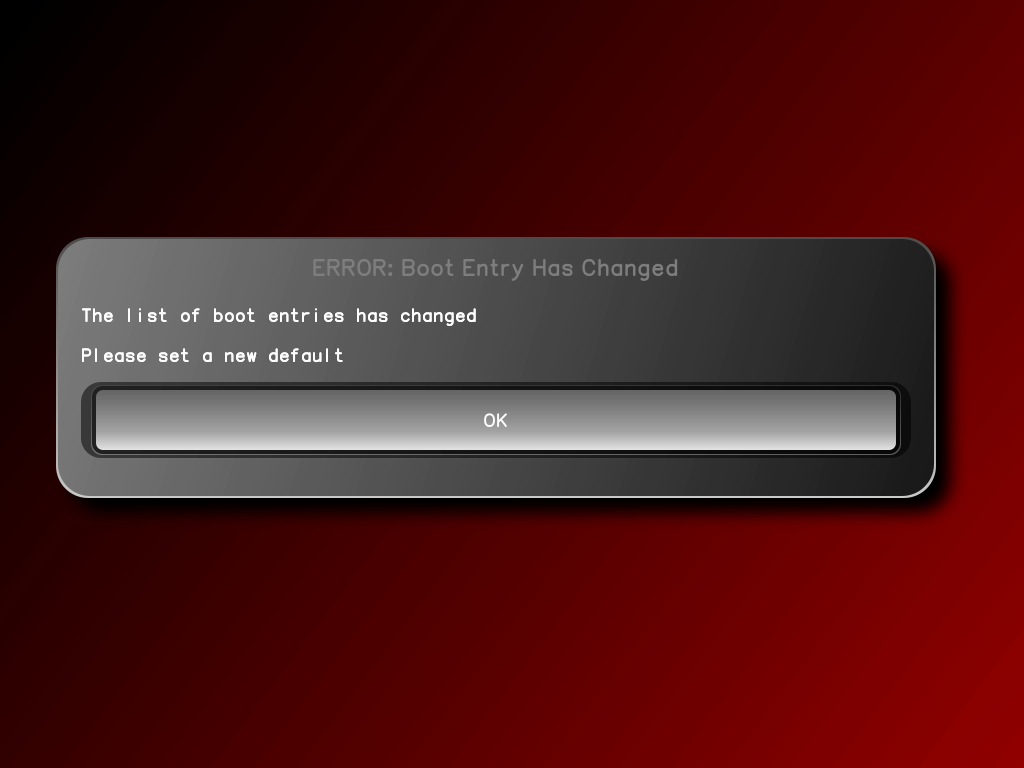 ERROR: Boot Entry Has Changed
The list of boot entries has changed
Please set a new default
OK